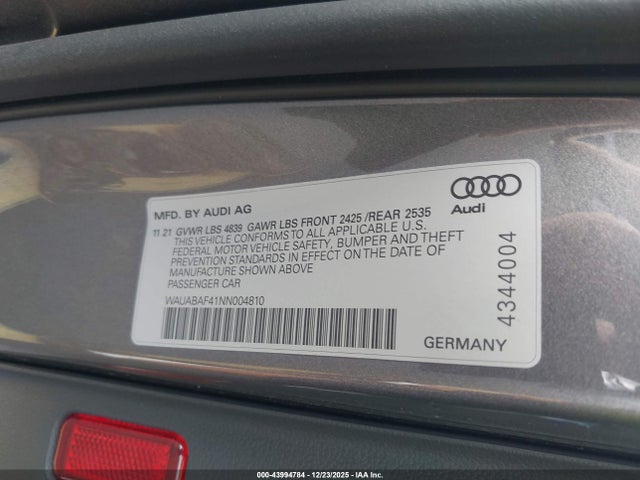 MFD. BY AUDI AG
11 21 GVWR LBS 4839 GAWR LBS FRONT 2425 /REAR 2535
THIS VEHICLE CONFORMS TO ALL APPLICABLE U.S.
FEDERAL MOTOR VEHICLE SAFETY, BUMPER AND THEFT
PREVENTION STANDARDS IN EFFECT ON THE DATE OF
MANUFACTURE SHOWN ABOVE
PASSENGER CAR
WAUABAF41NN004810
Audi
4344004
GERMANY
000-43994784 - 12/23/2025 - IAA Inc.